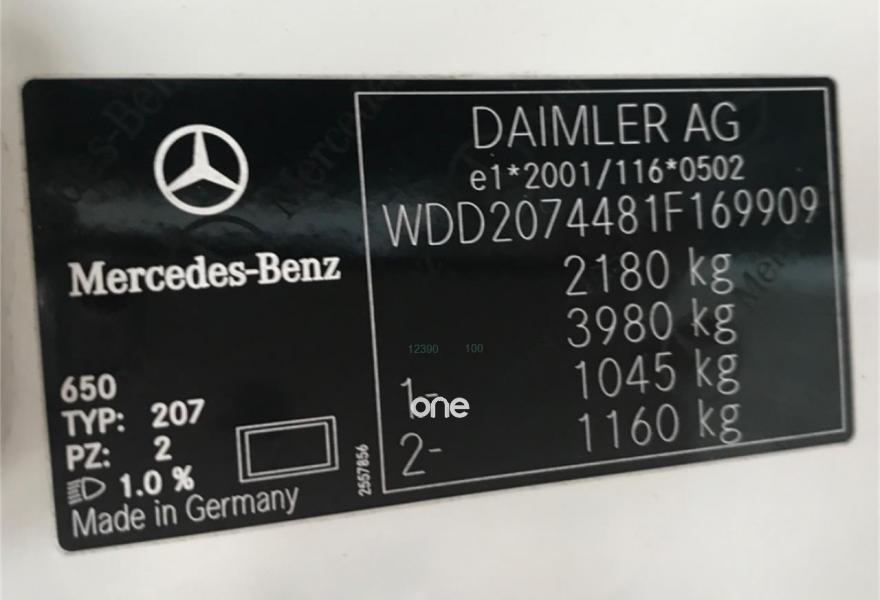 Mercedes-Benz
650
TYP: 207
PZ: 2
1.0 %
Made in Germany
2557856
DAIMLER AG
e1*2001/116*0502
WDD2074481F169909
2180 kg
3980 kg
12390 100
1- 1045 kg
one
2- 1160 kg